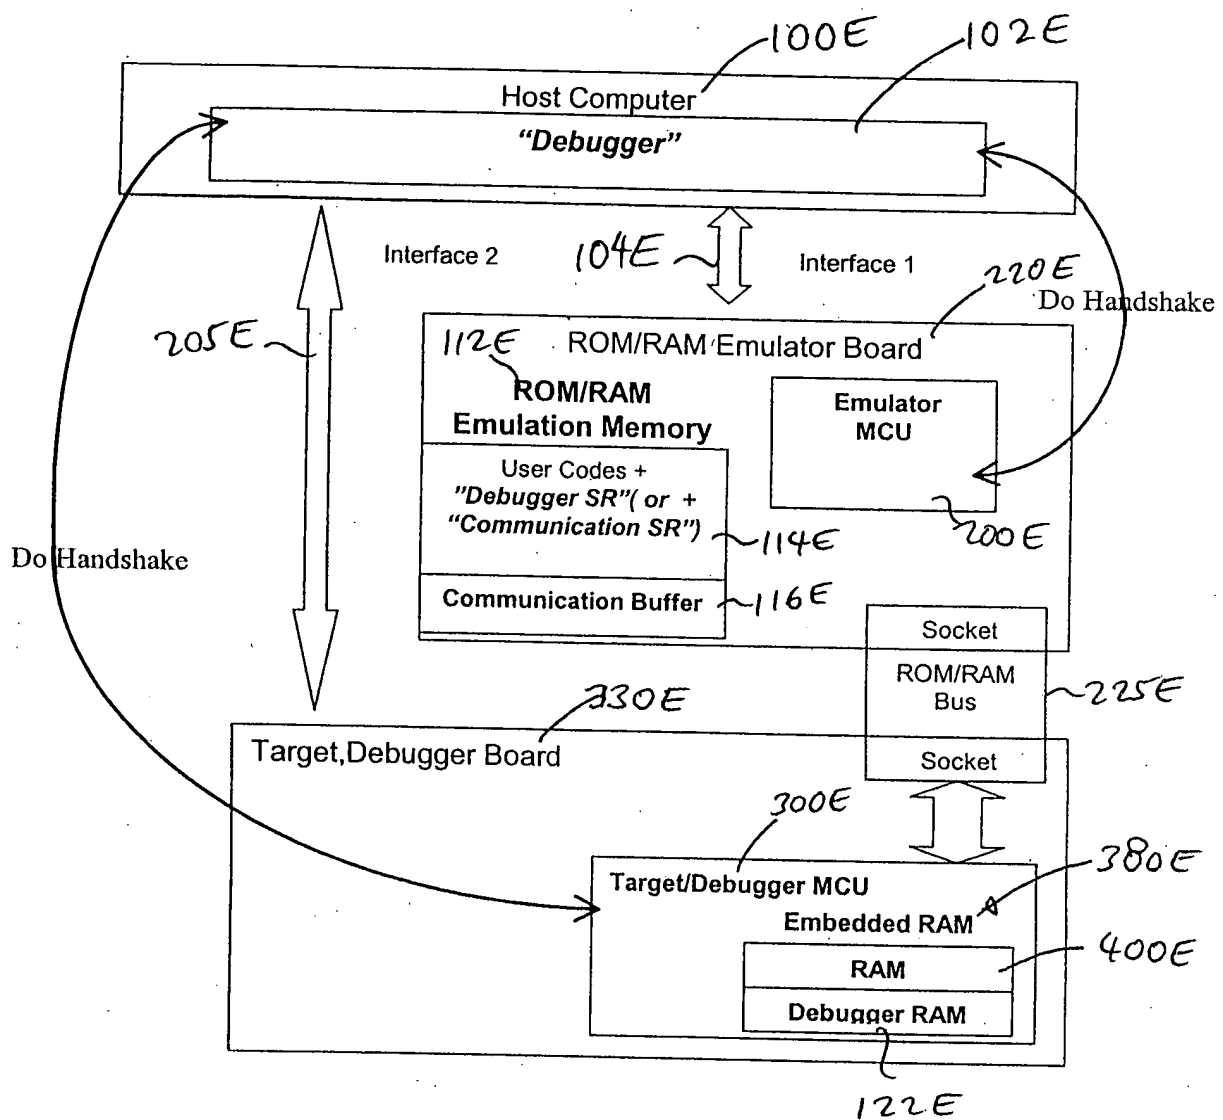 100E
102E
Host Computer
“Debugger”
Interface 2
104E
Interface 1
220E
Do Handshake
205E
112E
ROM/RAM Emulator Board
ROM/RAM
Emulation Memory
Emulator
MCU
User Codes +
”Debugger SR”( or +
“Communication SR”)
114E
200E
Do Handshake
Communication Buffer
116E
Socket
ROM/RAM
Bus
225E
330E
Target,Debugger Board
Socket
300E
Target/Debugger MCU
380E
Embedded RAM
RAM
400E
Debugger RAM
122E